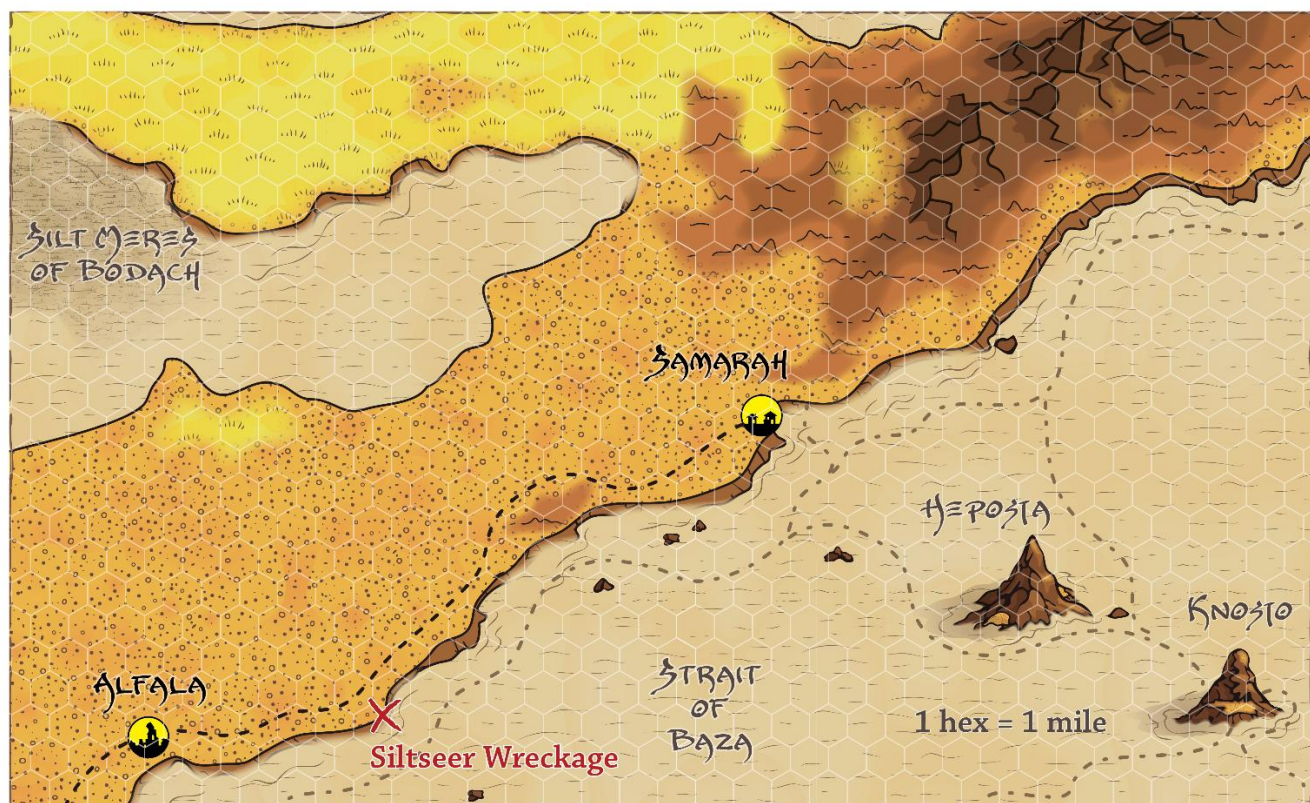 SILT MERES
OF BODACH
SAMARAH
HEPOSTA
KNOSTO
ALFALA
STRAIT
OF
BAZA
1 hex = 1 mile
Siltseer Wreckage